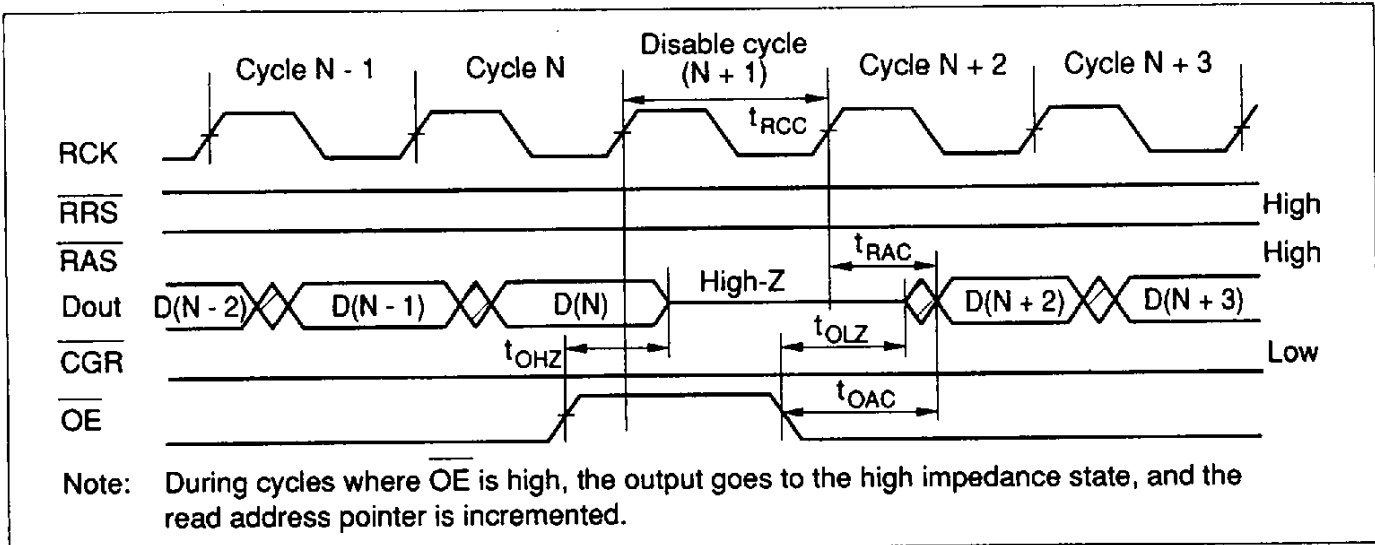 Disable cycle
Cycle N - 1 Cycle N (N + 1) Cycle N + 2 Cycle N + 3
tRCC
RCK
RRS High
RAS High
tRAC
High-Z
Dout D(N - 2) D(N - 1) D(N) D(N + 2) D(N + 3)
tOLZ
tOHZ
CGR Low
tOAC
OE
Note: During cycles where OE is high, the output goes to the high impedance state, and the
read address pointer is incremented.